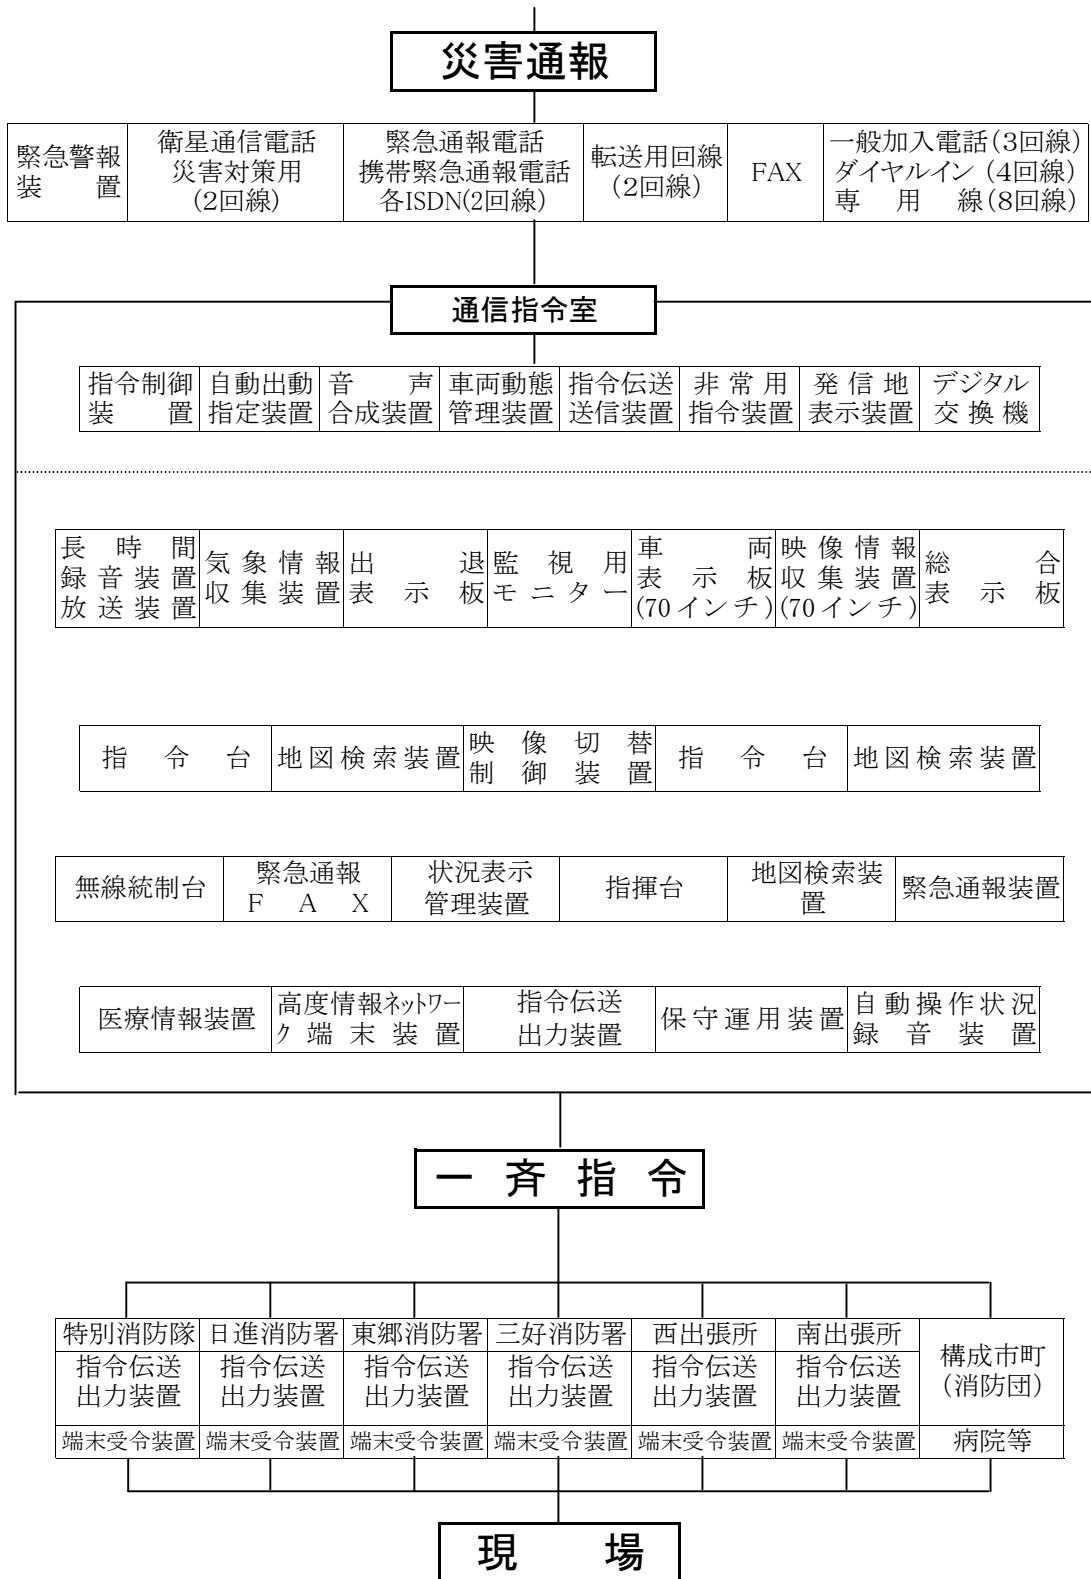 災害通報
緊急警報
装置
衛星通信電話
災害対策用
(2回線)
緊急通報電話
携帯緊急通報電話
各ISDN(2回線)
転送用回線
(2回線)
FAX
一般加入電話(3回線)
ダイヤルイン(4回線)
専用線(8回線)
通信指令室
指令制御
装置
自動出動
指定装置
音声
合成装置
車両動態
管理装置
指令伝送
送信装置
非常用
指令装置
発信地
表示装置
デジタル
交換機
長時間
録音装置
放送装置
気象情報
収集装置
出退
表示板
監視用
モニター
車両
表示板
(70インチ)
映像情報
収集装置
(70インチ)
総合
表示板
指令台
地図検索装置
映像切替
制御装置
指令台
地図検索装置
無線統制台
緊急通報
FAX
状況表示
管理装置
指揮台
地図検索装
置
緊急通報装置
医療情報装置
高度情報ネットワー
ク端末装置
指令伝送
出力装置
保守運用装置
自動操作状況
録音装置
一斉指令
特別消防隊
指令伝送
出力装置
端末受令装置
日進消防署
指令伝送
出力装置
端末受令装置
東郷消防署
指令伝送
出力装置
端末受令装置
三好消防署
指令伝送
出力装置
端末受令装置
西出張所
指令伝送
出力装置
端末受令装置
南出張所
指令伝送
出力装置
端末受令装置
構成市町
(消防団)
病院等
現場